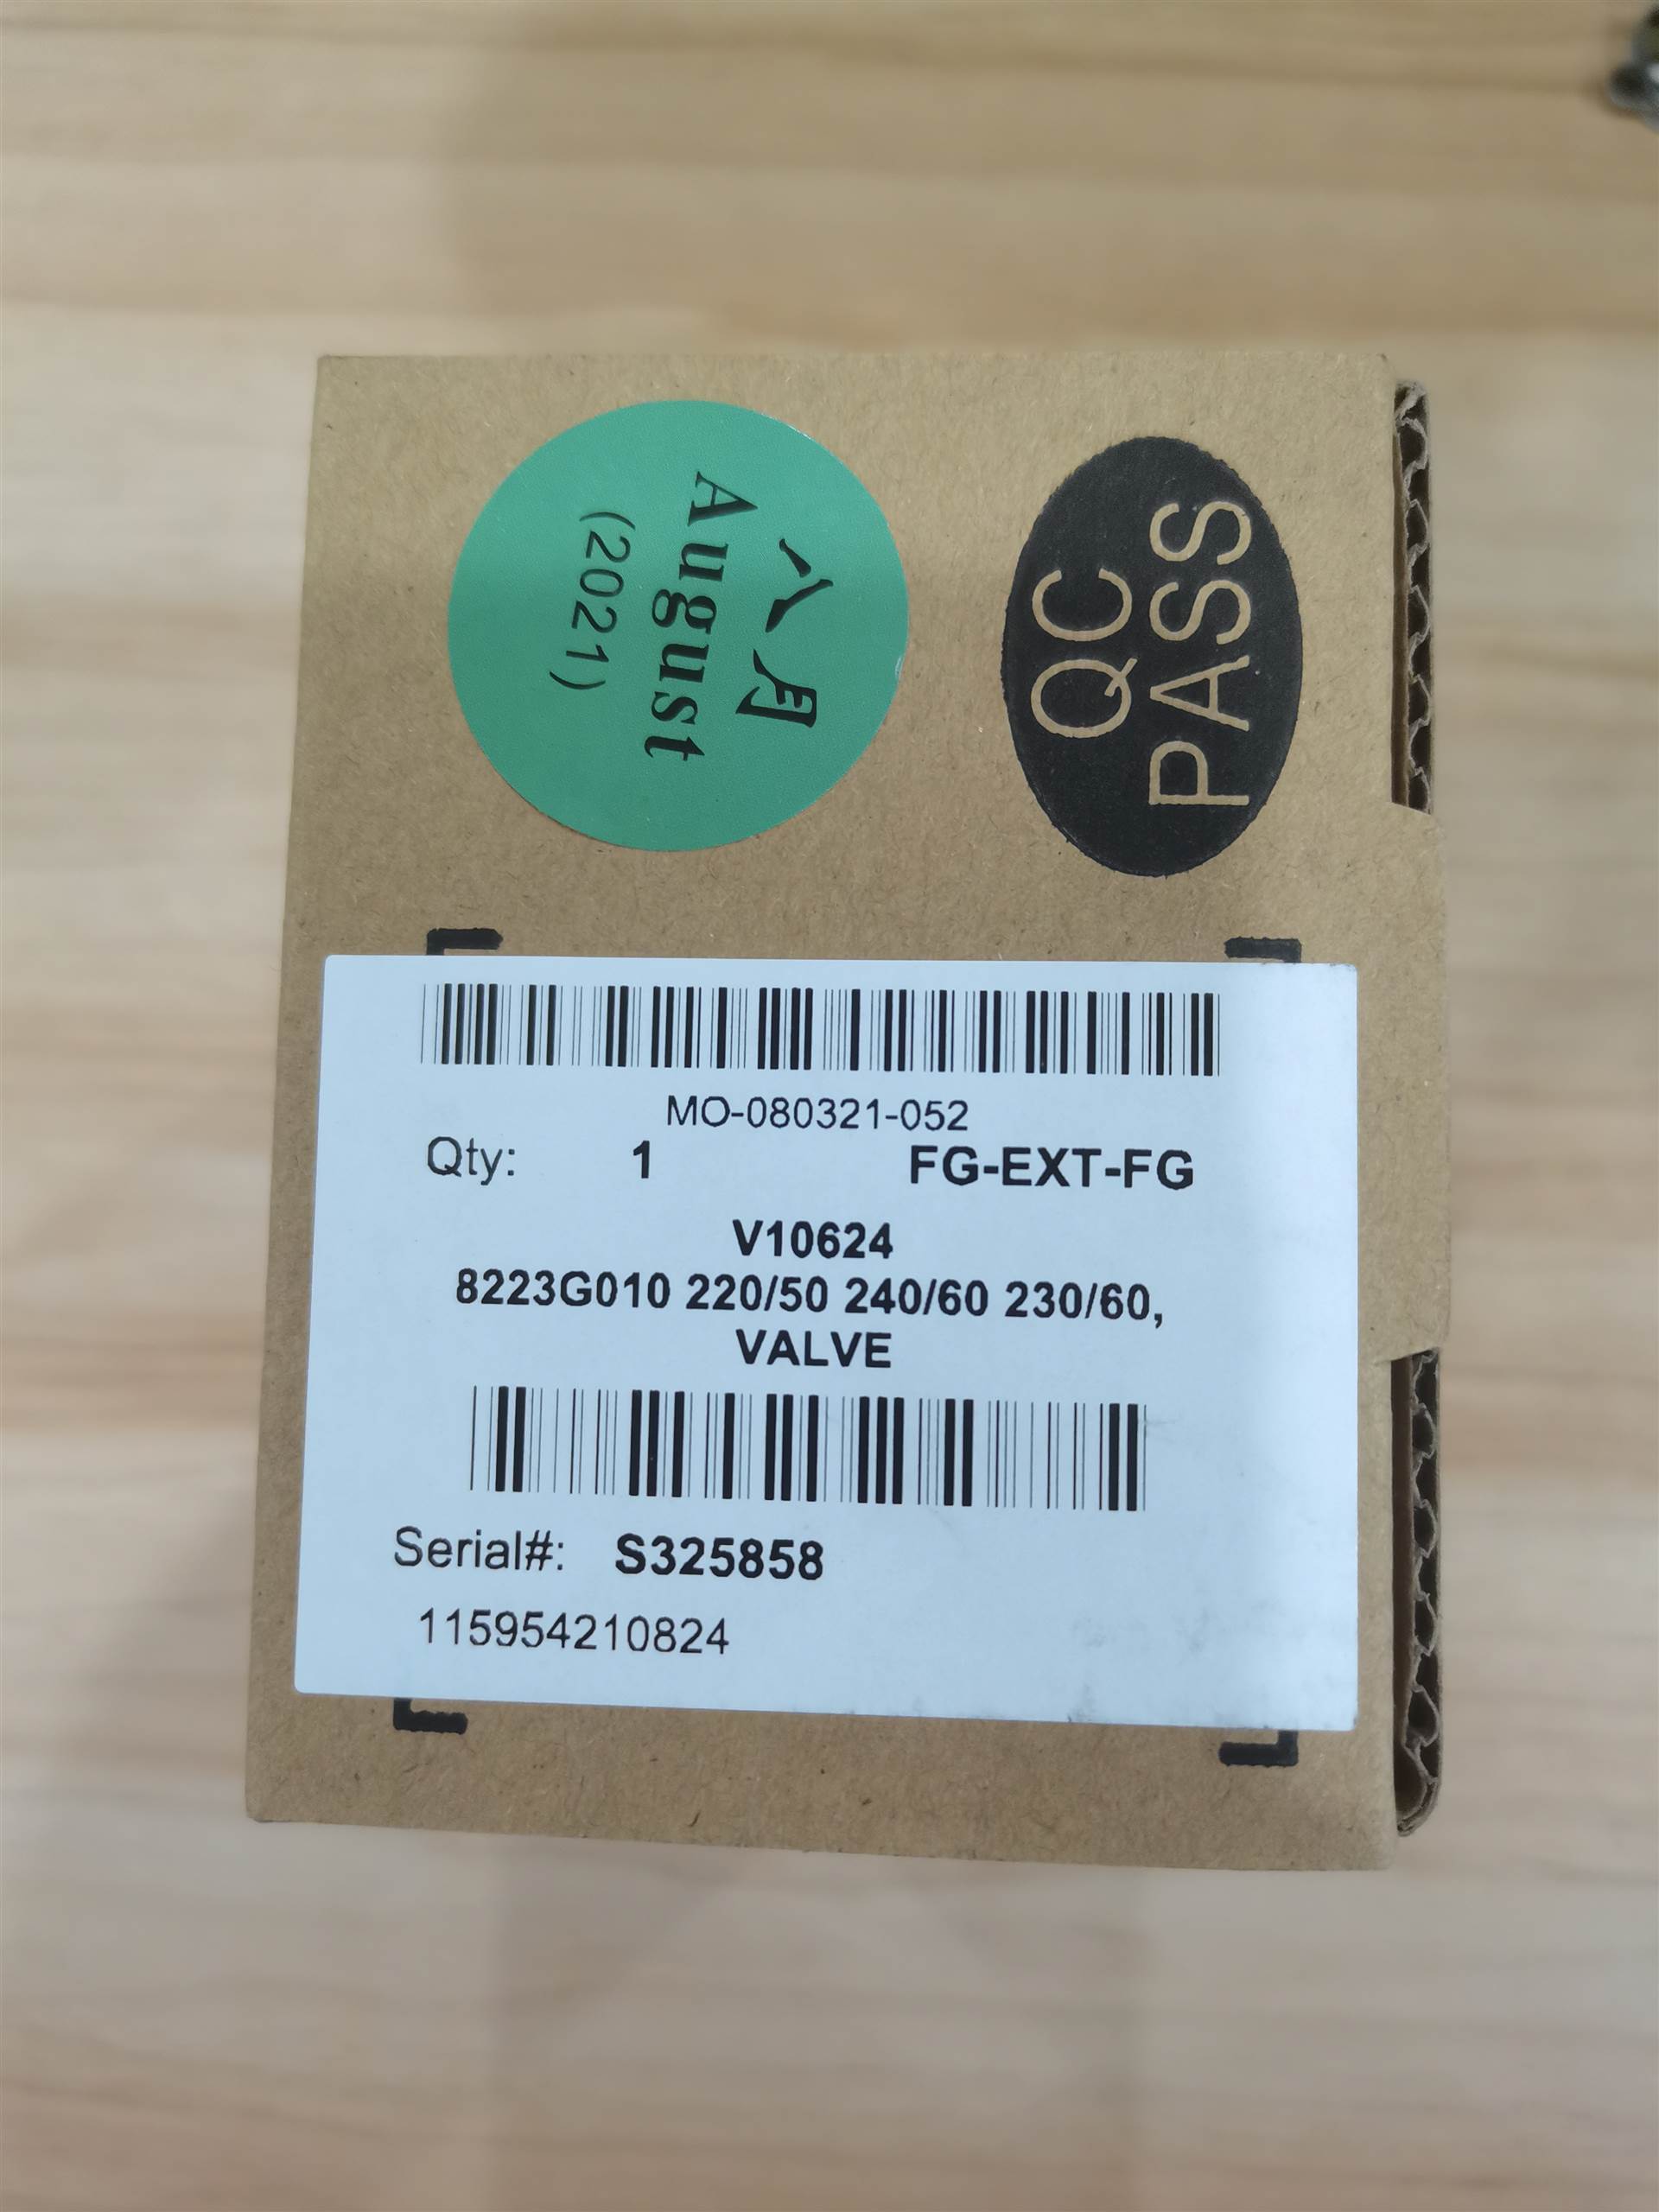 八月
August
(2021)
QC
PASS
MO-080321-052
Qty: 1 FG-EXT-FG
V10624
8223G010 220/50 240/60 230/60,
VALVE
Serial#: S325858
115954210824